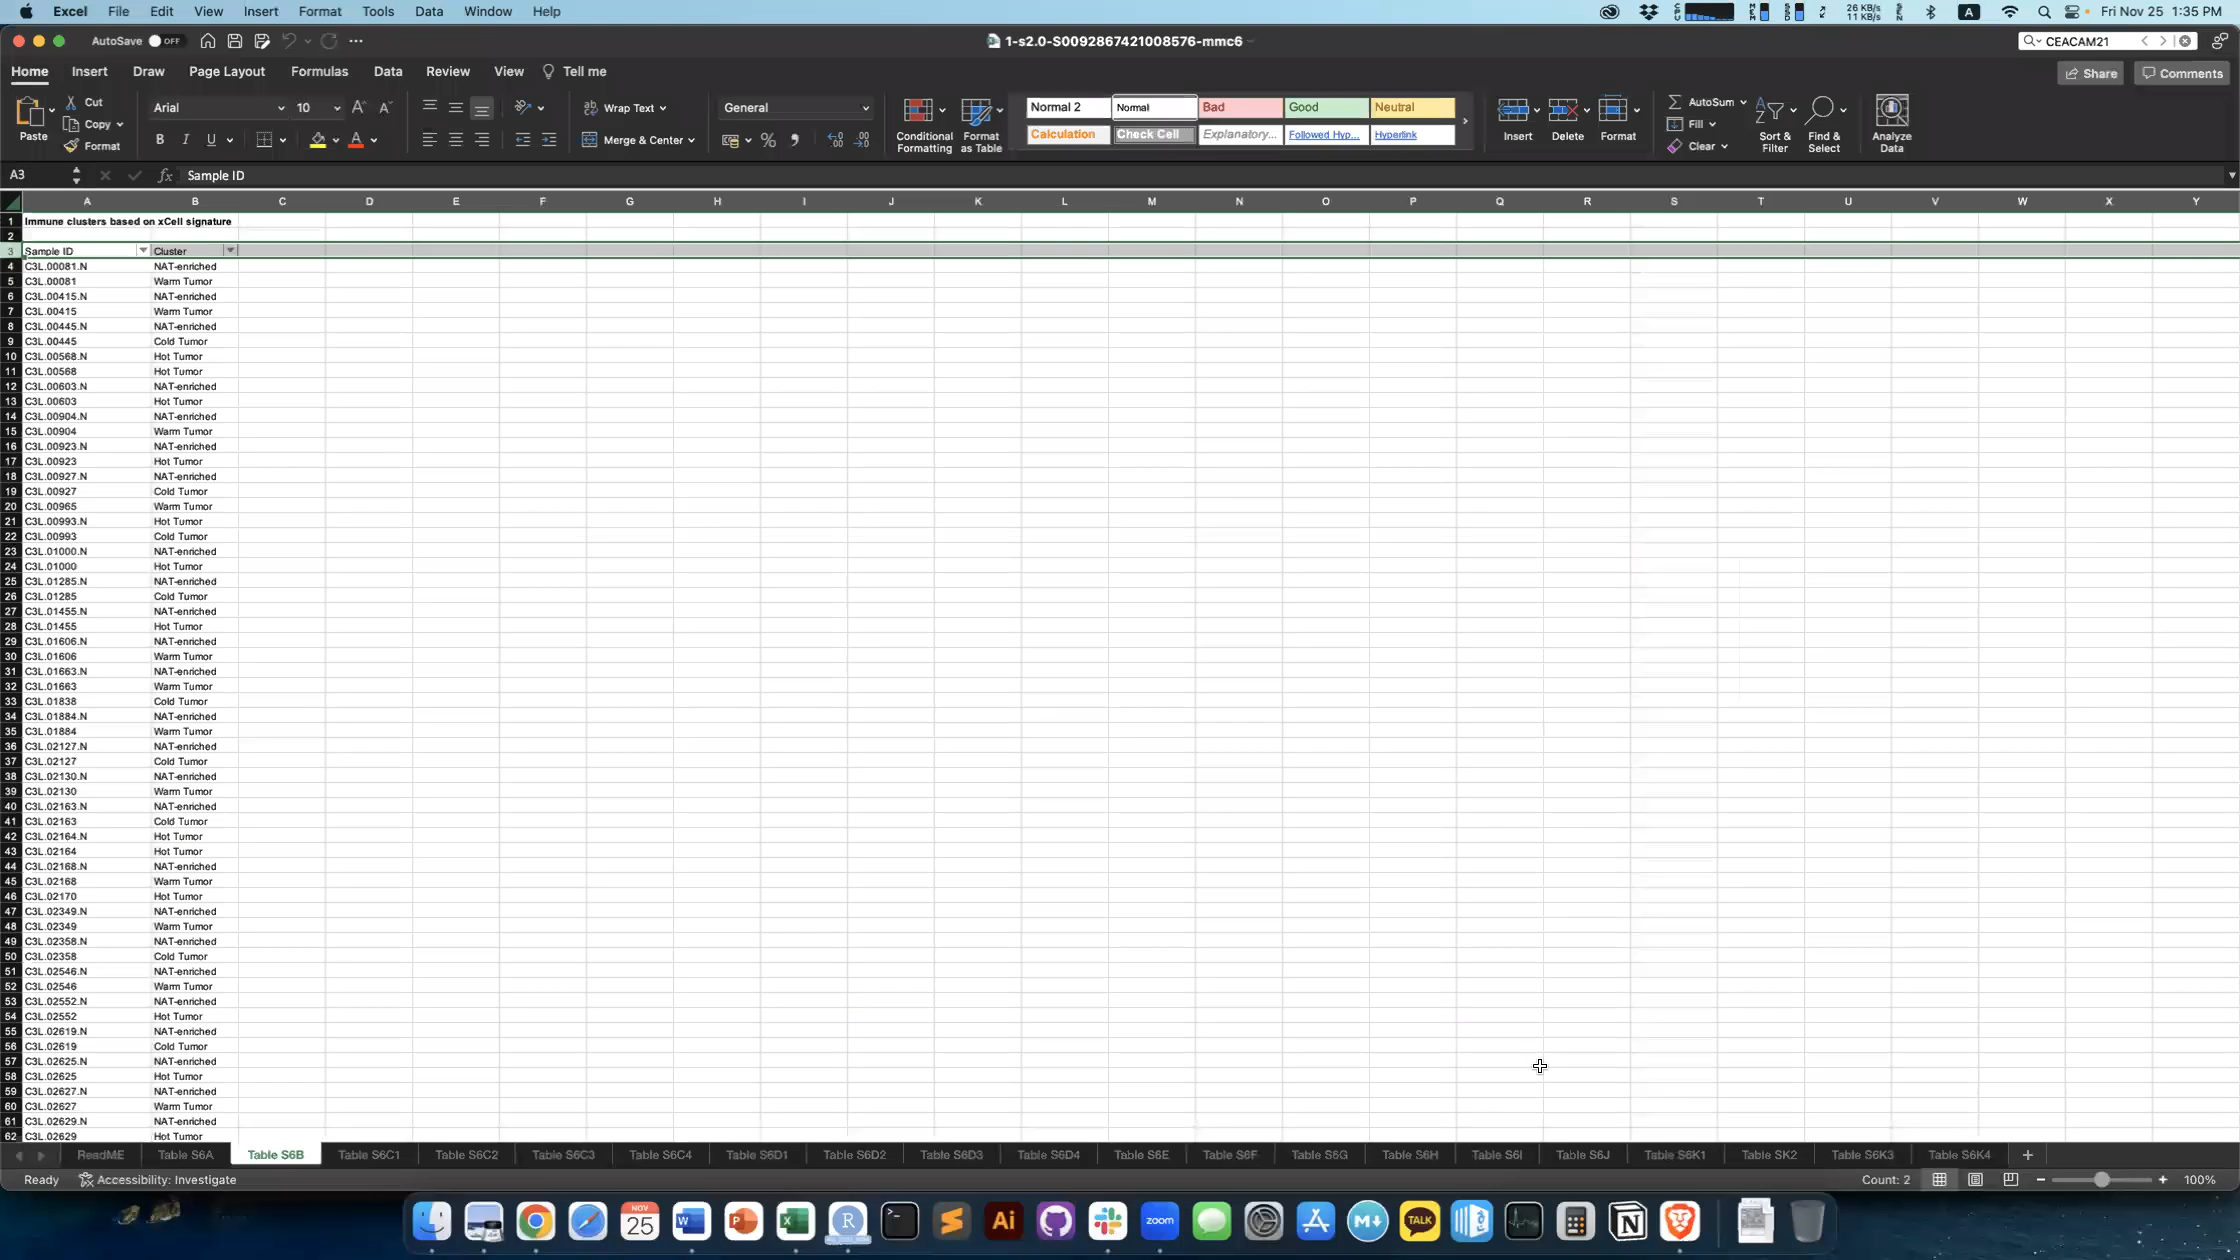 Excel File Edit View Insert Format Tools Data Window Help
26 KB/s
11 KB/s
Fri Nov 25 1:35 PM
AutoSave OFF
1-s2.0-S0092867421008576-mmc6
CEACAM21
Home Insert Draw Page Layout Formulas Data Review View Tell me
Share Comments
Paste
Cut
Copy
Format
Arial 10
B I U
Wrap Text
Merge & Center
General
Conditional Formatting
Format as Table
Normal 2 Normal Bad Good Neutral
Calculation Check Cell Explanatory... Followed Hyp... Hyperlink
Insert Delete Format
AutoSum
Fill
Clear
Sort & Filter
Find & Select
Analyze Data
A3 fx Sample ID
A B C D E F G H I J K L M N O P Q R S T U V W X Y
1 Immune clusters based on xCell signature
2
3 Sample ID Cluster
4 C3L.00081.N NAT-enriched
5 C3L.00081 Warm Tumor
6 C3L.00415.N NAT-enriched
7 C3L.00415 Warm Tumor
8 C3L.00445.N NAT-enriched
9 C3L.00445 Cold Tumor
10 C3L.00568.N Hot Tumor
11 C3L.00568 Hot Tumor
12 C3L.00603.N NAT-enriched
13 C3L.00603 Hot Tumor
14 C3L.00904.N NAT-enriched
15 C3L.00904 Warm Tumor
16 C3L.00923.N NAT-enriched
17 C3L.00923 Hot Tumor
18 C3L.00927.N NAT-enriched
19 C3L.00927 Cold Tumor
20 C3L.00965 Warm Tumor
21 C3L.00993.N Hot Tumor
22 C3L.00993 Cold Tumor
23 C3L.01000.N NAT-enriched
24 C3L.01000 Hot Tumor
25 C3L.01285.N NAT-enriched
26 C3L.01285 Cold Tumor
27 C3L.01455.N NAT-enriched
28 C3L.01455 Hot Tumor
29 C3L.01606.N NAT-enriched
30 C3L.01606 Warm Tumor
31 C3L.01663.N NAT-enriched
32 C3L.01663 Warm Tumor
33 C3L.01838 Cold Tumor
34 C3L.01884.N NAT-enriched
35 C3L.01884 Warm Tumor
36 C3L.02127.N NAT-enriched
37 C3L.02127 Cold Tumor
38 C3L.02130.N NAT-enriched
39 C3L.02130 Warm Tumor
40 C3L.02163.N NAT-enriched
41 C3L.02163 Cold Tumor
42 C3L.02164.N Hot Tumor
43 C3L.02164 Hot Tumor
44 C3L.02168.N NAT-enriched
45 C3L.02168 Warm Tumor
46 C3L.02170 Hot Tumor
47 C3L.02349.N NAT-enriched
48 C3L.02349 Warm Tumor
49 C3L.02358.N NAT-enriched
50 C3L.02358 Cold Tumor
51 C3L.02546.N NAT-enriched
52 C3L.02546 Warm Tumor
53 C3L.02552.N NAT-enriched
54 C3L.02552 Hot Tumor
55 C3L.02619.N NAT-enriched
56 C3L.02619 Cold Tumor
57 C3L.02625.N NAT-enriched
58 C3L.02625 Hot Tumor
59 C3L.02627.N NAT-enriched
60 C3L.02627 Warm Tumor
61 C3L.02629.N NAT-enriched
62 C3L.02629 Hot Tumor
ReadME Table S6A Table S6B Table S6C1 Table S6C2 Table S6C3 Table S6C4 Table S6D1 Table S6D2 Table S6D3 Table S6D4 Table S6E Table S6F Table S6G Table S6H Table S6I Table S6J Table S6K1 Table SK2 Table S6K3 Table S6K4 +
Ready Accessibility: Investigate Count: 2 100%
NOV
25
W P X R Ai zoom M TALK N